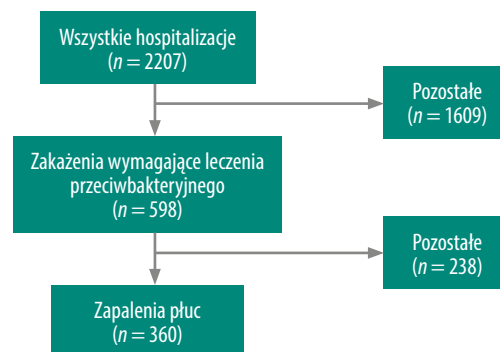 Wszystkie hospitalizacje
(n = 2207)
Pozostałe
(n = 1609)
Zakażenia wymagające leczenia
przeciwbakteryjnego
(n = 598)
Pozostałe
(n = 238)
Zapalenia płuc
(n = 360)